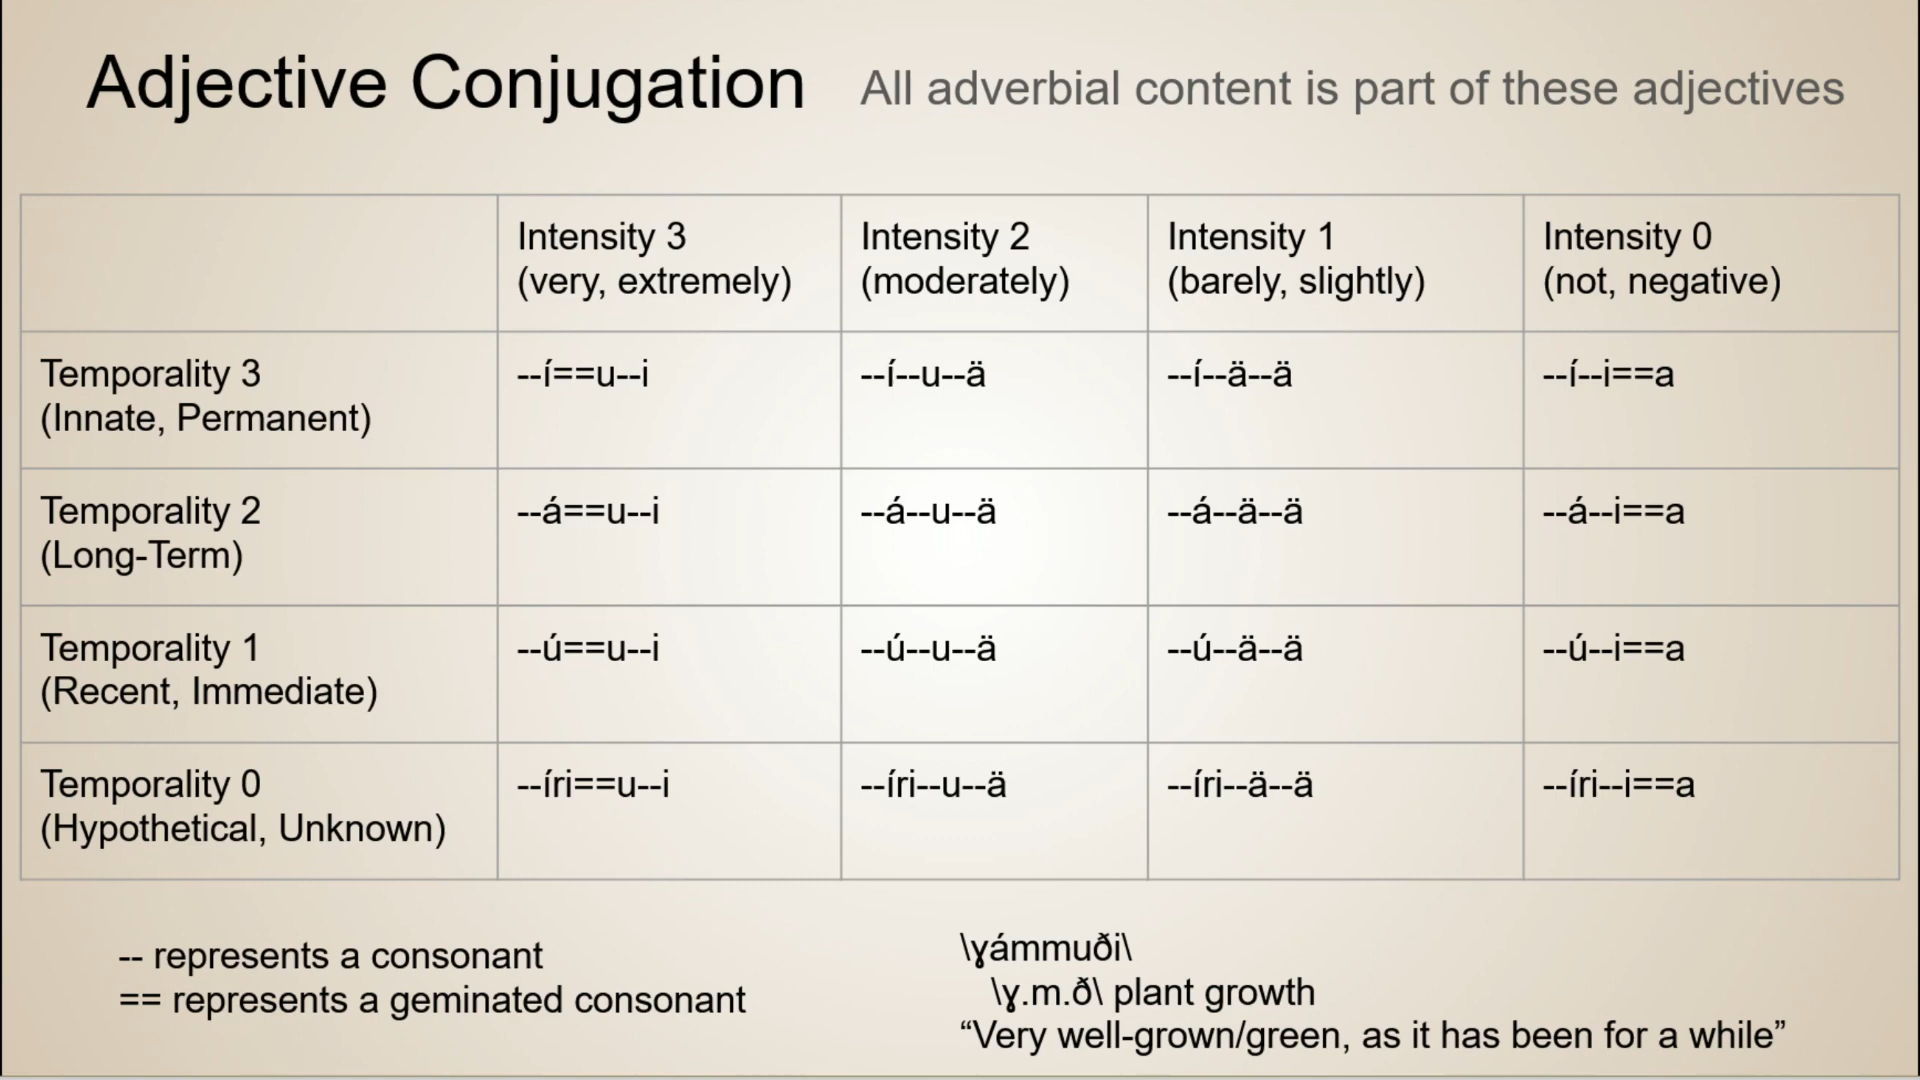 Adjective Conjugation All adverbial content is part of these adjectives
Intensity 3 Intensity 2 Intensity 1 Intensity 0
(very, extremely) (moderately) (barely, slightly) (not, negative)
Temporality 3 --í==u--i --í--u--ä --í--ä--ä --í--i==a
(Innate, Permanent)
Temporality 2 --á==u--i --á--u--ä --á--ä--ä --á--i==a
(Long-Term)
Temporality 1 --ú==u--i --ú--u--ä --ú--ä--ä --ú--i==a
(Recent, Immediate)
Temporality 0 --íri==u--i --íri--u--ä --íri--ä--ä --íri--i==a
(Hypothetical, Unknown)
-- represents a consonant
== represents a geminated consonant
\ɣámmuði\
\ɣ.m.ð\ plant growth
“Very well-grown/green, as it has been for a while”